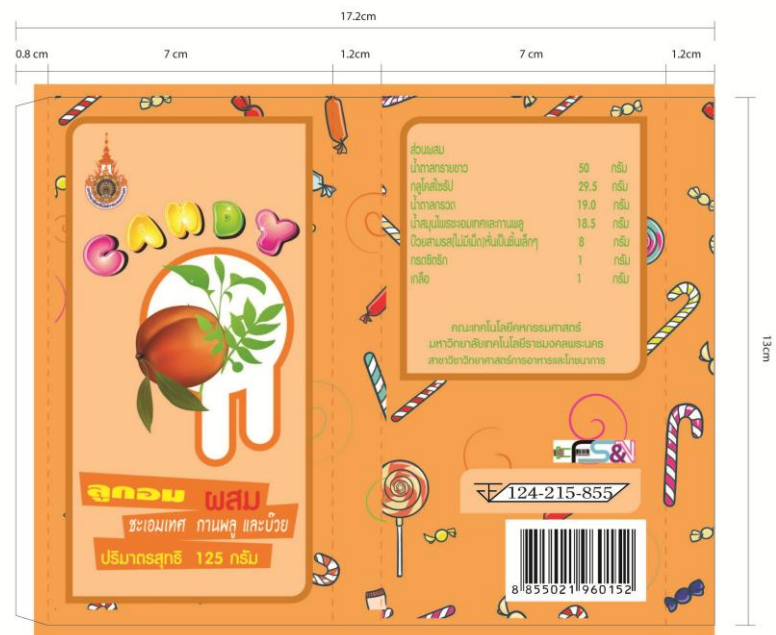 17.2cm
0.8 cm 7 cm 1.2cm 7 cm 1.2cm
13cm
CANDY
ลูกอม ผสม
ชะเอมเทศ กานพลู และบ๊วย
ปริมาตรสุทธิ 125 กรัม
ส่วนผสม
น้ำตาลทรายขาว 50 กรัม
กลูโคสไซรัป 29.5 กรัม
น้ำตาลกรวด 19.0 กรัม
น้ำสมุนไพรชะเอมเทศและกานพลู 18.5 กรัม
บ๊วยสามรส(ไม่มีเม็ด)หั่นเป็นชิ้นเล็กๆ 8 กรัม
กรดซิตริก 1 กรัม
เกลือ 1 กรัม
คณะเทคโนโลยีคหกรรมศาสตร์
มหาวิทยาลัยเทคโนโลยีราชมงคลพระนคร
สาขาวิชาวิทยาศาสตร์การอาหารและโภชนาการ
FS&N
124-215-855
8 855021 960152